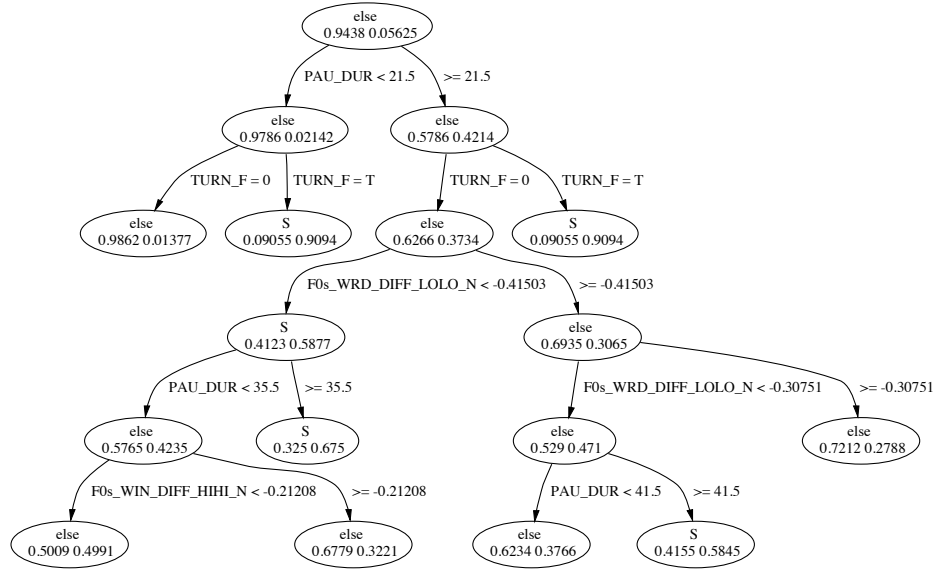 else
0.9438 0.05625
PAU_DUR < 21.5
>= 21.5
else
0.9786 0.02142
else
0.5786 0.4214
TURN_F = 0
TURN_F = T
TURN_F = 0
TURN_F = T
else
0.9862 0.01377
S
0.09055 0.9094
else
0.6266 0.3734
S
0.09055 0.9094
F0s_WRD_DIFF_LOLO_N < -0.41503
>= -0.41503
S
0.4123 0.5877
else
0.6935 0.3065
PAU_DUR < 35.5
>= 35.5
F0s_WRD_DIFF_LOLO_N < -0.30751
>= -0.30751
else
0.5765 0.4235
S
0.325 0.675
else
0.529 0.471
else
0.7212 0.2788
F0s_WIN_DIFF_HIHI_N < -0.21208
>= -0.21208
PAU_DUR < 41.5
>= 41.5
else
0.5009 0.4991
else
0.6779 0.3221
else
0.6234 0.3766
S
0.4155 0.5845